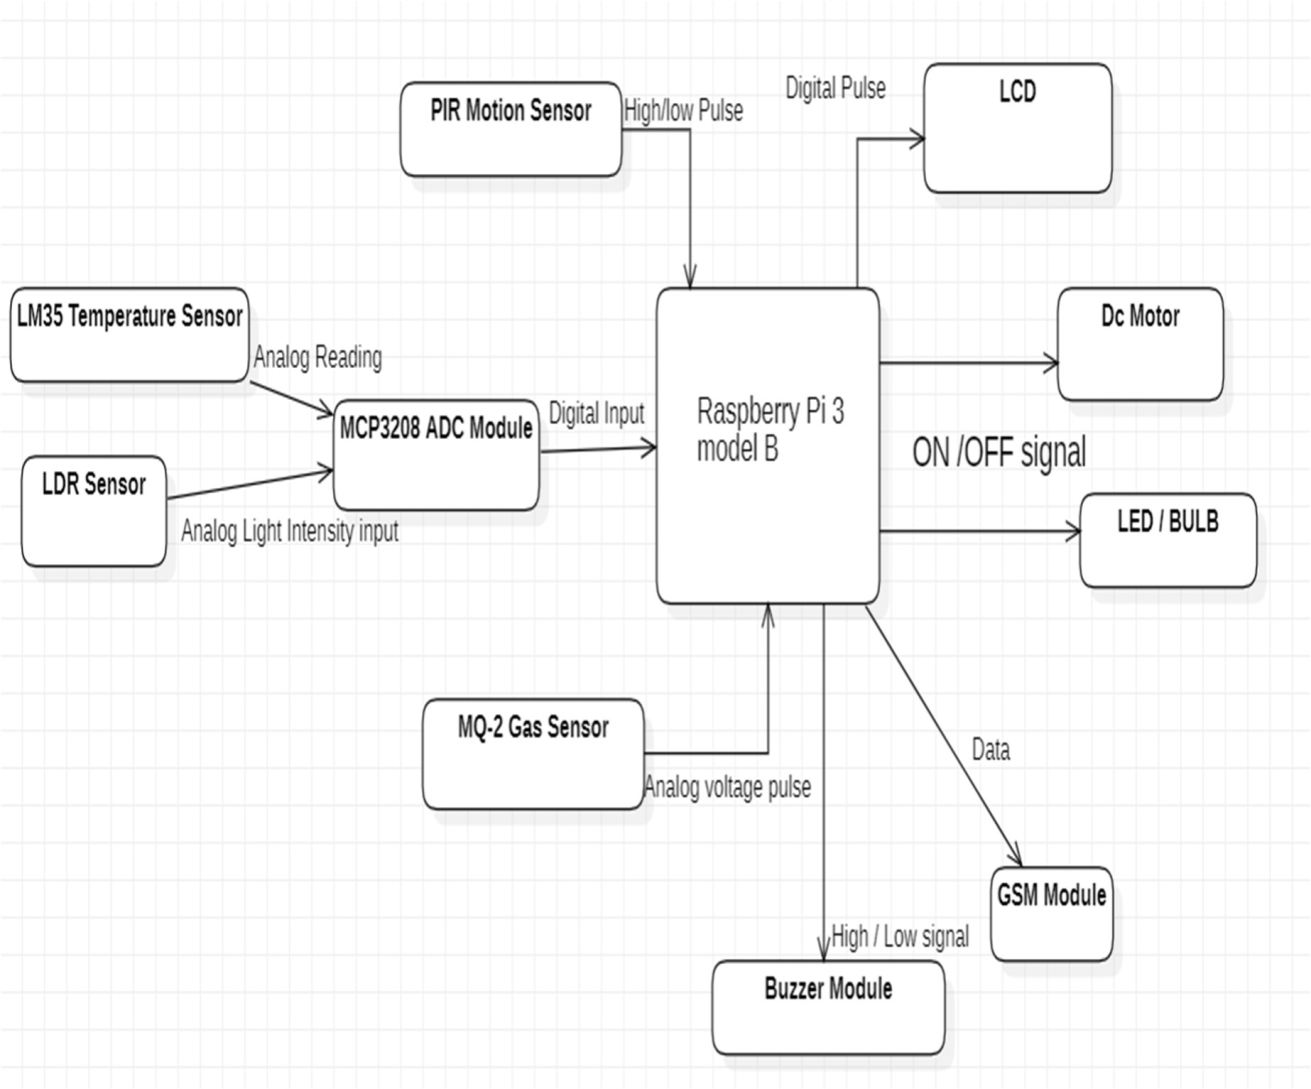 PIR Motion Sensor
High/low Pulse
Digital Pulse
LCD
LM35 Temperature Sensor
Analog Reading
MCP3208 ADC Module
Digital Input
LDR Sensor
Analog Light Intensity input
Raspberry Pi 3
model B
Dc Motor
ON /OFF signal
LED / BULB
MQ-2 Gas Sensor
Analog voltage pulse
Data
GSM Module
High / Low signal
Buzzer Module